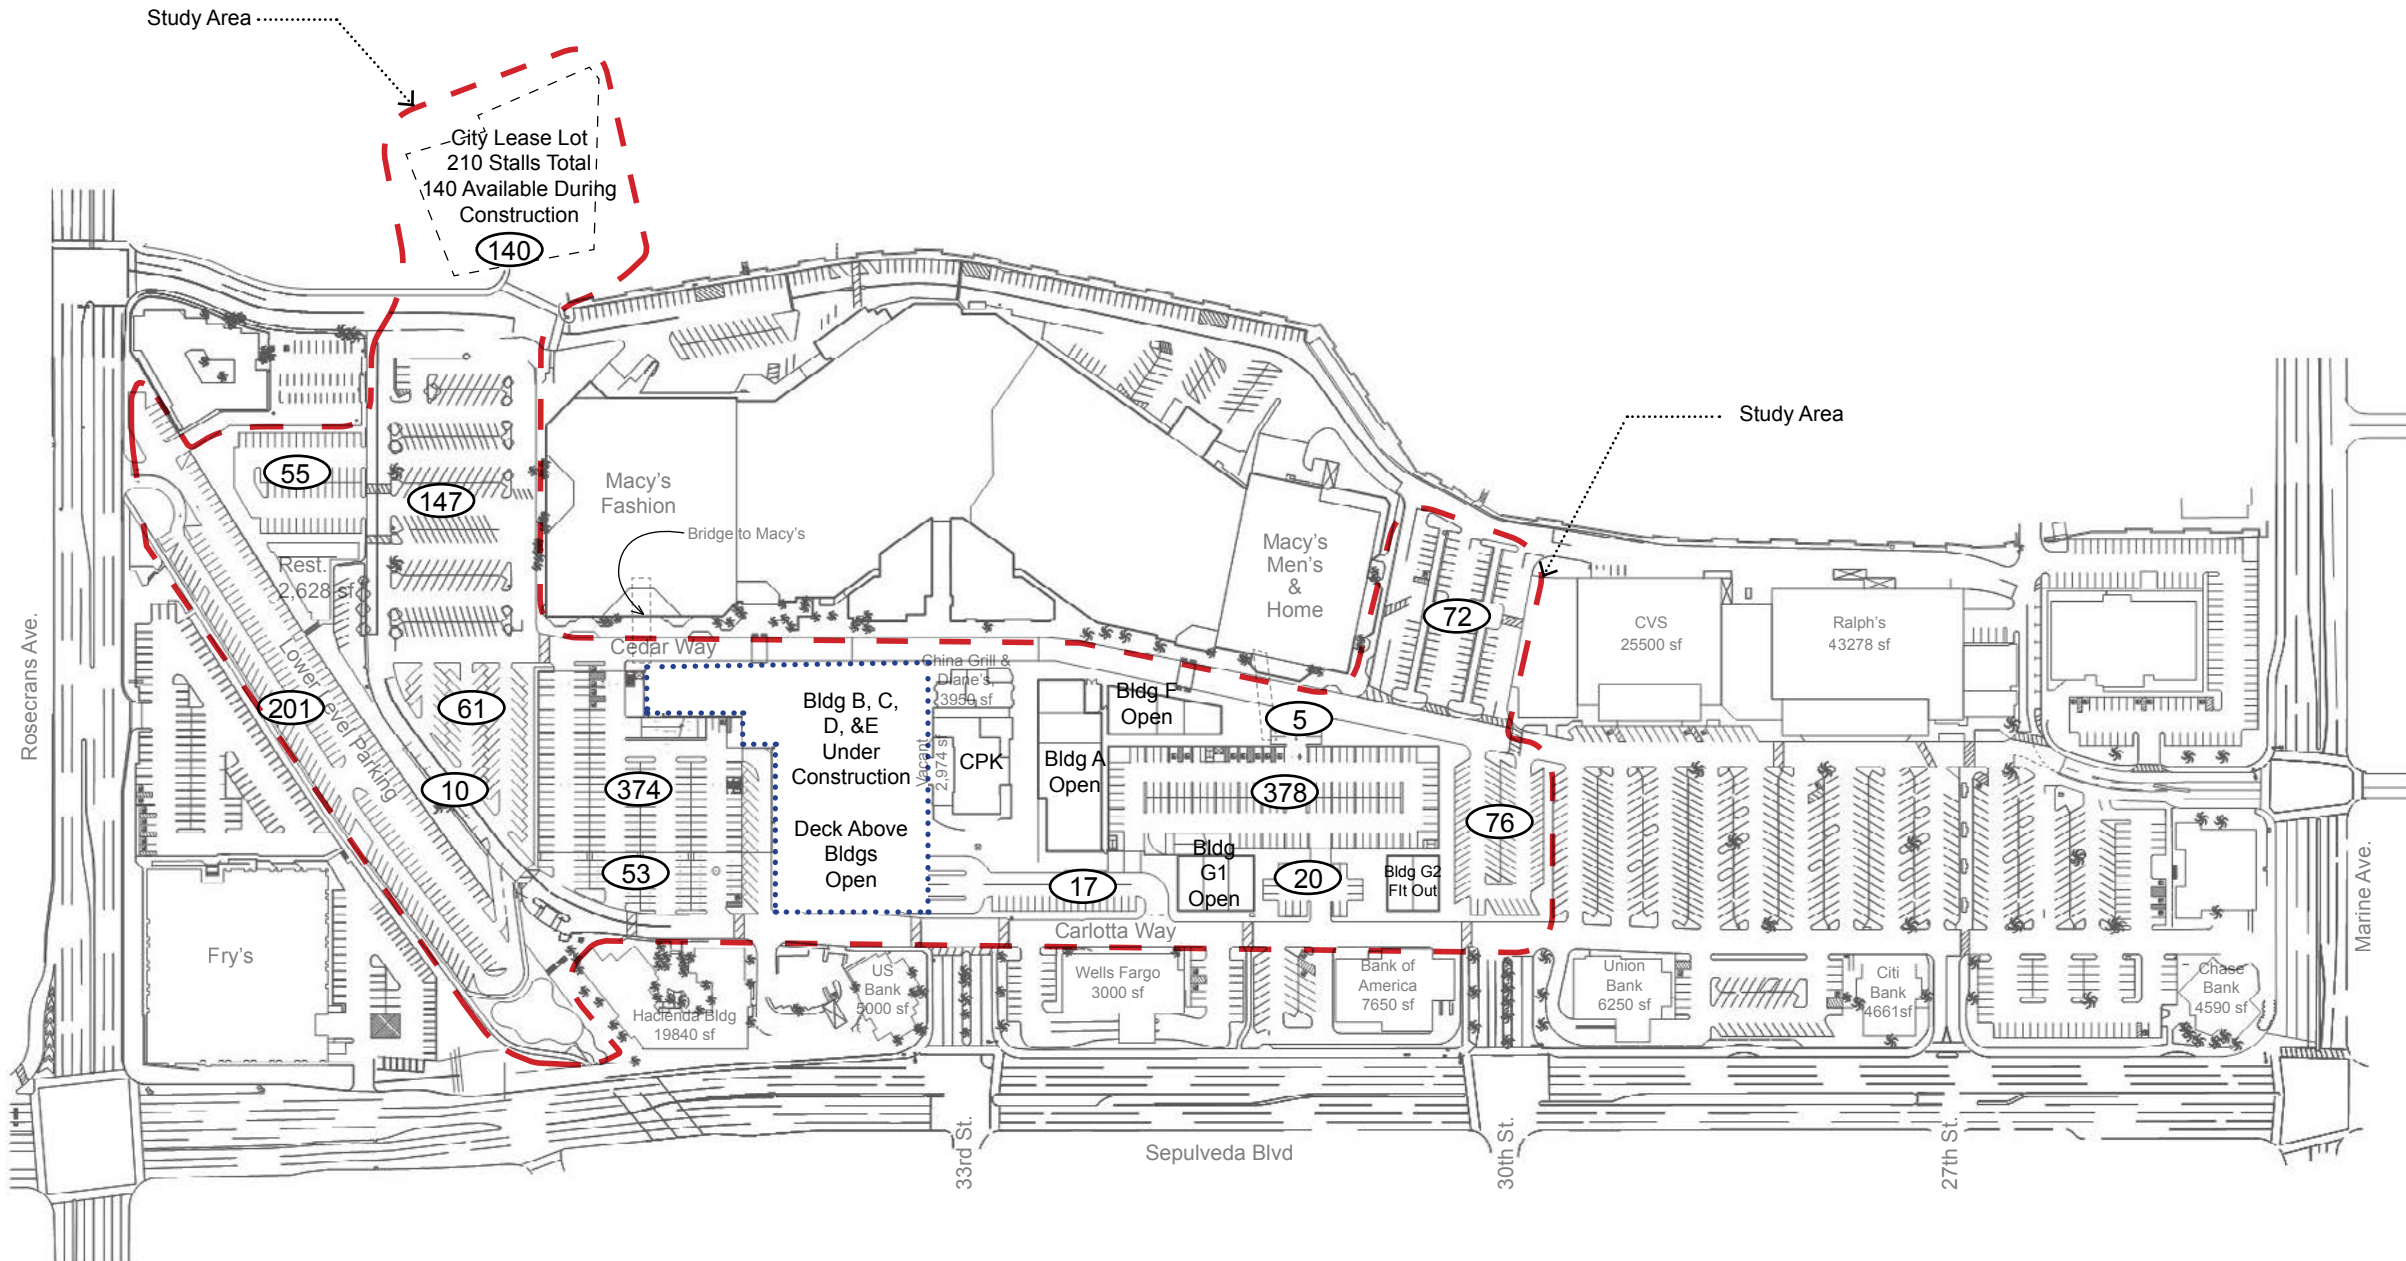 Study Area
City Lease Lot
210 Stalls Total
140 Available During
Construction
140
Study Area
55
147
Macy's
Fashion
Bridge to Macy's
Macy's
Men's
&
Home
72
CVS
25500 sf
Ralph's
43278 sf
Rest.
2,628 sf
Rosecrans Ave.
Lower Level Parking
201
61
10
Cedar Way
374
53
Bldg B, C,
D, &E
Under
Construction
Deck Above
Bldgs
Open
China Grill &
Diane's,
3950 sf
Vacant
2,974 sf
CPK
Bldg A
Open
Bldg F
Open
5
378
76
17
Bldg
G1
Open
20
Bldg G2
Fit Out
Carlotta Way
Fry's
Hacienda Bldg
19840 sf
US
Bank
5000 sf
Wells Fargo
3000 sf
Bank of
America
7650 sf
Union
Bank
6250 sf
Citi
Bank
4661sf
Chase
Bank
4590 sf
Marine Ave.
33rd St.
Sepulveda Blvd
30th St.
27th St.